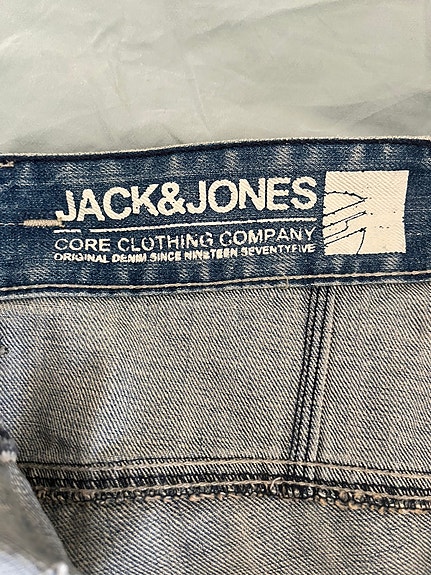 JACK&JONES
CORE CLOTHING COMPANY
ORIGINAL DENIM SINCE NINETEEN SEVENTYFIVE